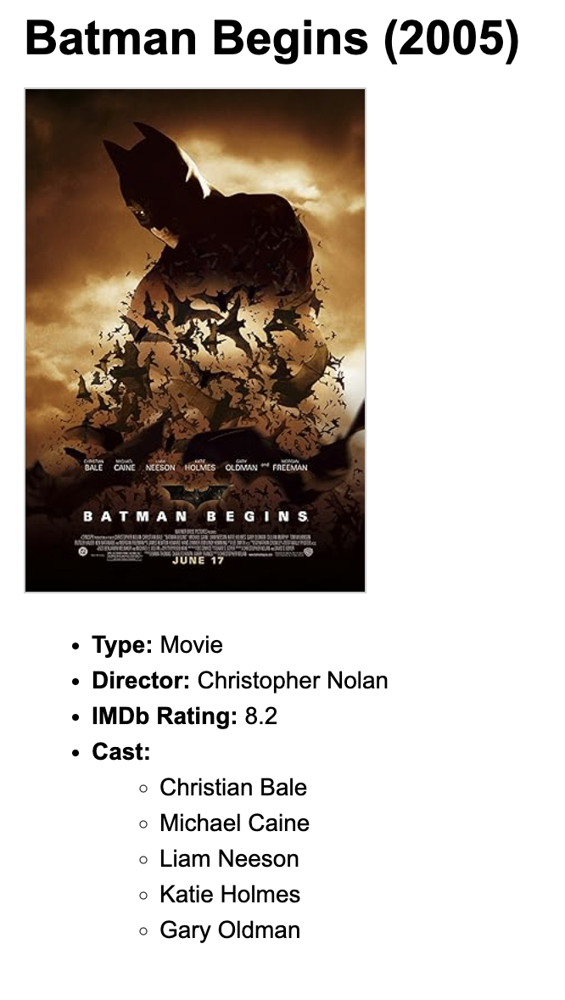 Batman Begins (2005)
CHRISTIAN MICHAEL LIAM KATIE GARY MORGAN
BALE CAINE NEESON HOLMES OLDMAN and FREEMAN
BATMAN BEGINS
JUNE 17
• Type: Movie
• Director: Christopher Nolan
• IMDb Rating: 8.2
• Cast:
○ Christian Bale
○ Michael Caine
○ Liam Neeson
○ Katie Holmes
○ Gary Oldman